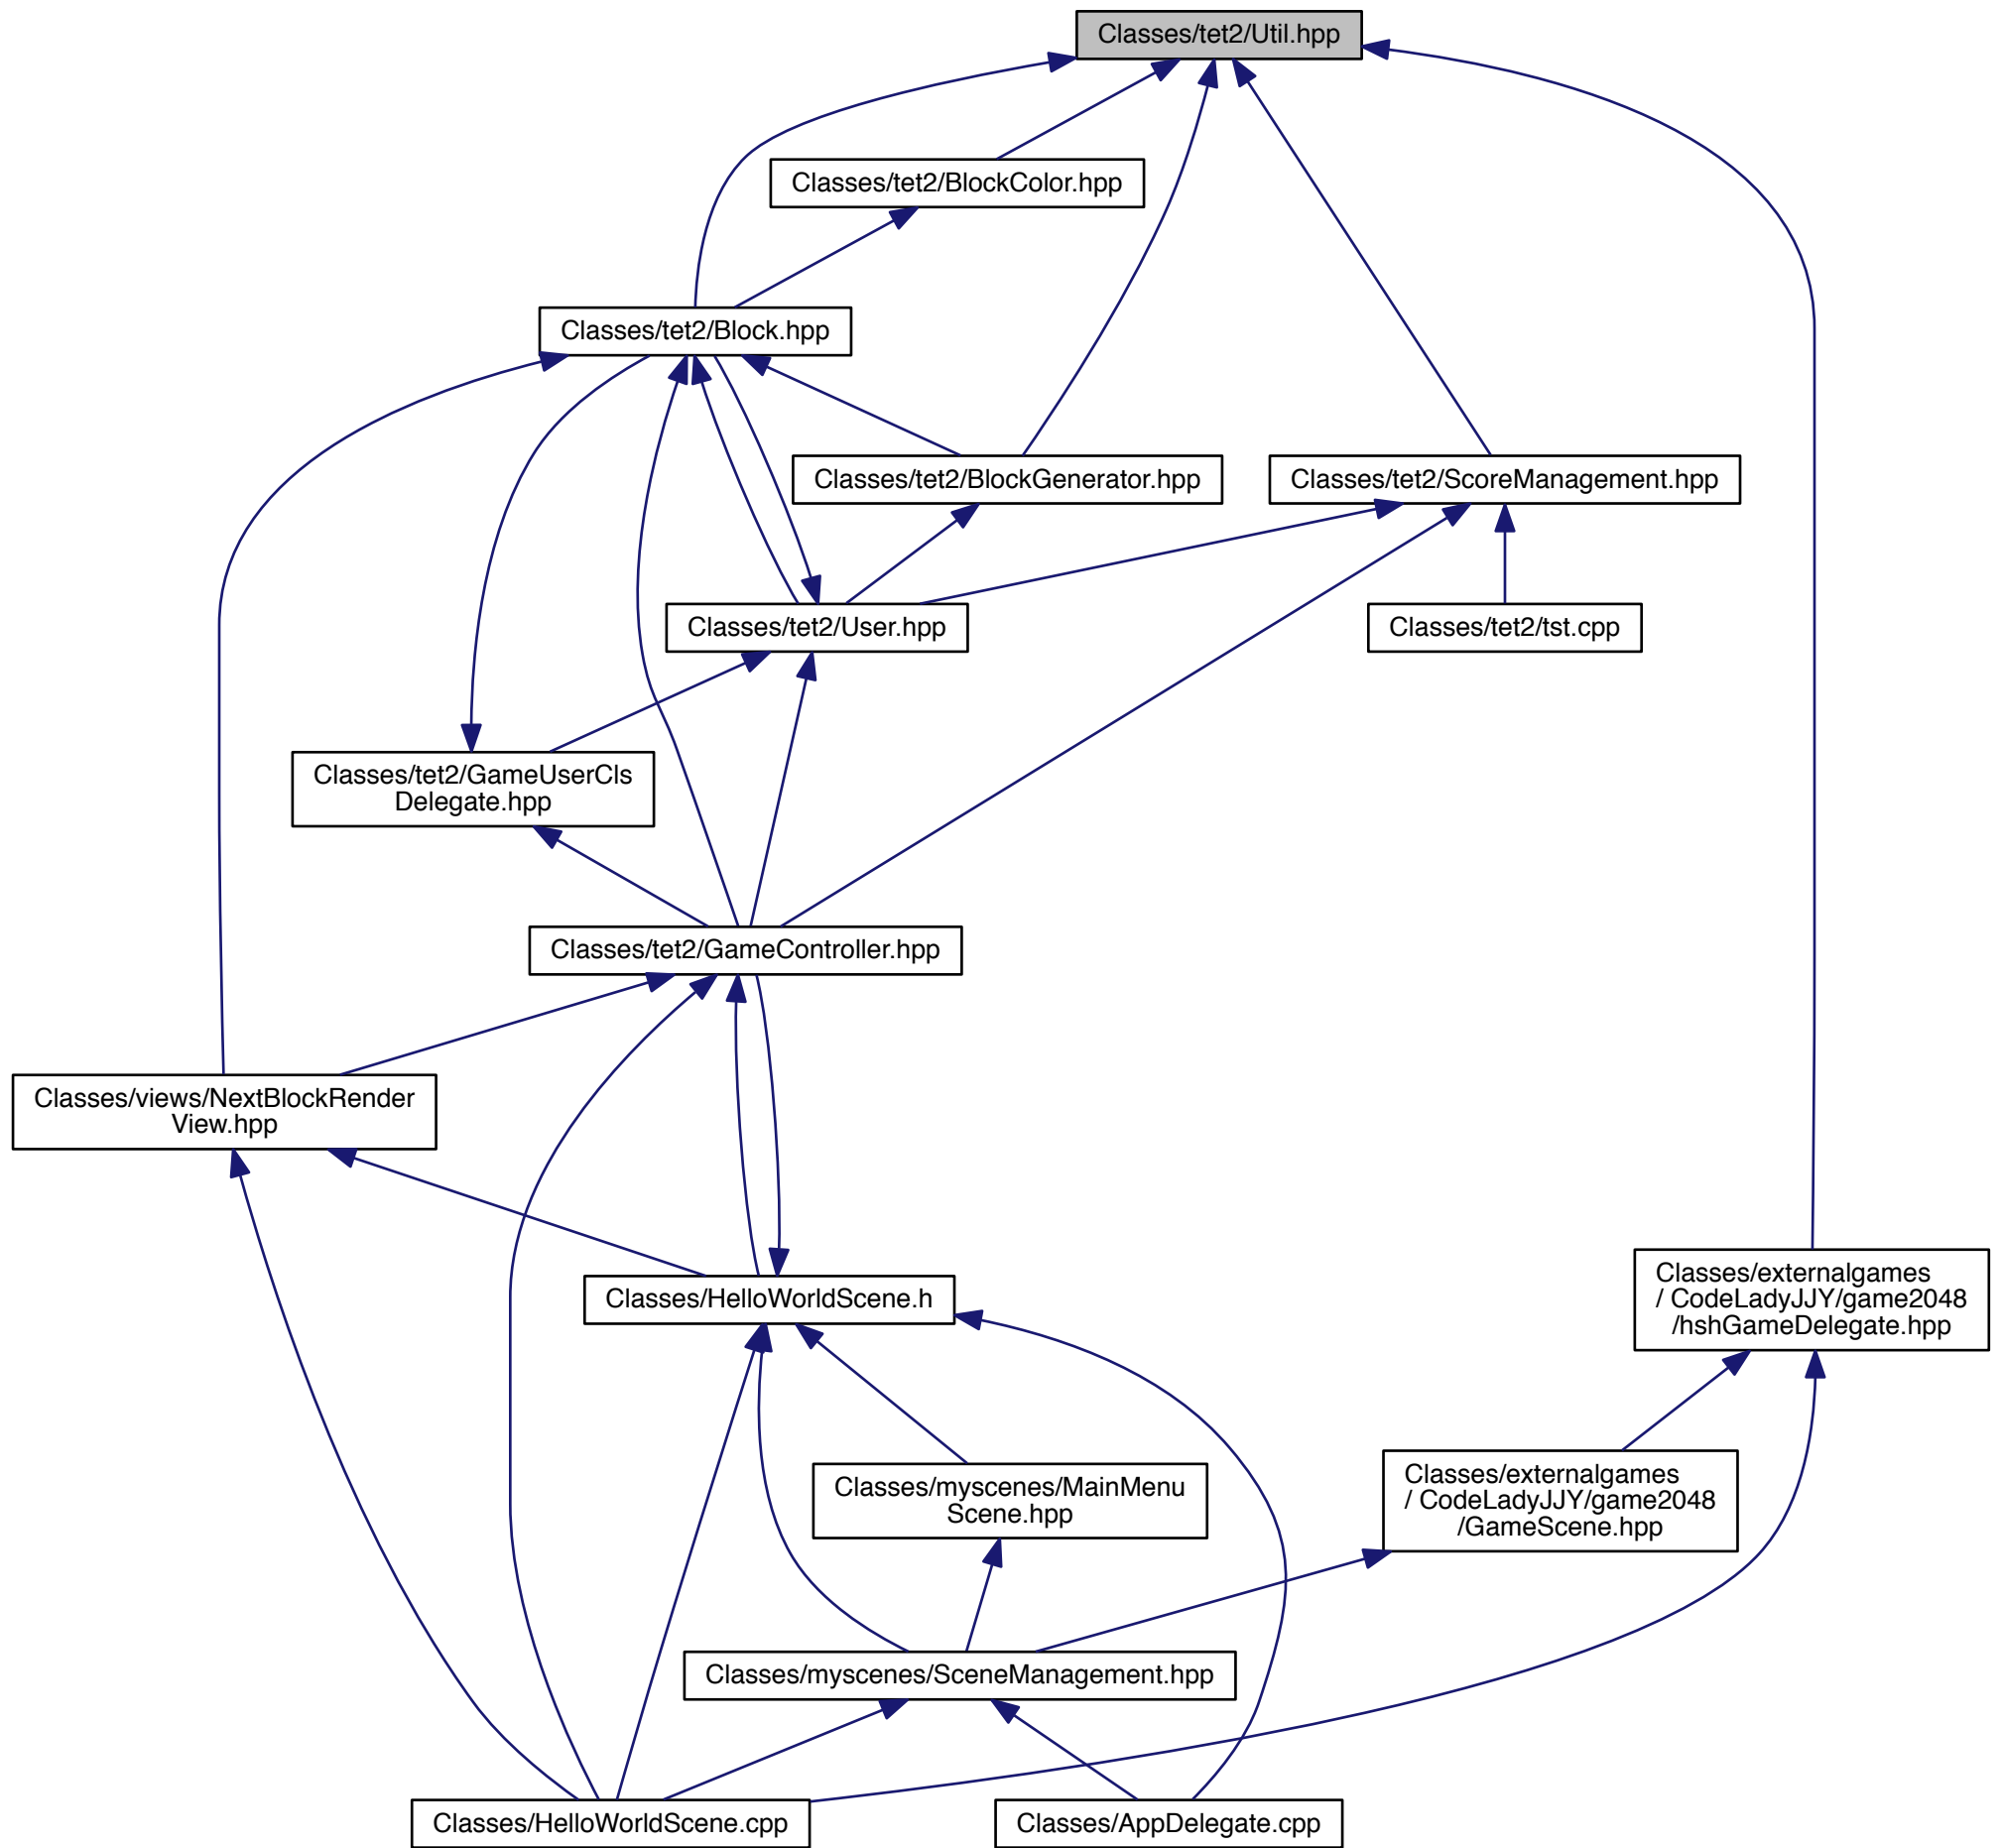 Classes/tet2/Util.hpp
Classes/tet2/BlockColor.hpp
Classes/tet2/Block.hpp
Classes/tet2/BlockGenerator.hpp
Classes/tet2/ScoreManagement.hpp
Classes/tet2/User.hpp
Classes/tet2/tst.cpp
Classes/tet2/GameUserCls
Delegate.hpp
Classes/tet2/GameController.hpp
Classes/views/NextBlockRender
View.hpp
Classes/HelloWorldScene.h
Classes/externalgames
/ CodeLadyJJY/game2048
/hshGameDelegate.hpp
Classes/myscenes/MainMenu
Scene.hpp
Classes/externalgames
/ CodeLadyJJY/game2048
/GameScene.hpp
Classes/myscenes/SceneManagement.hpp
Classes/HelloWorldScene.cpp
Classes/AppDelegate.cpp